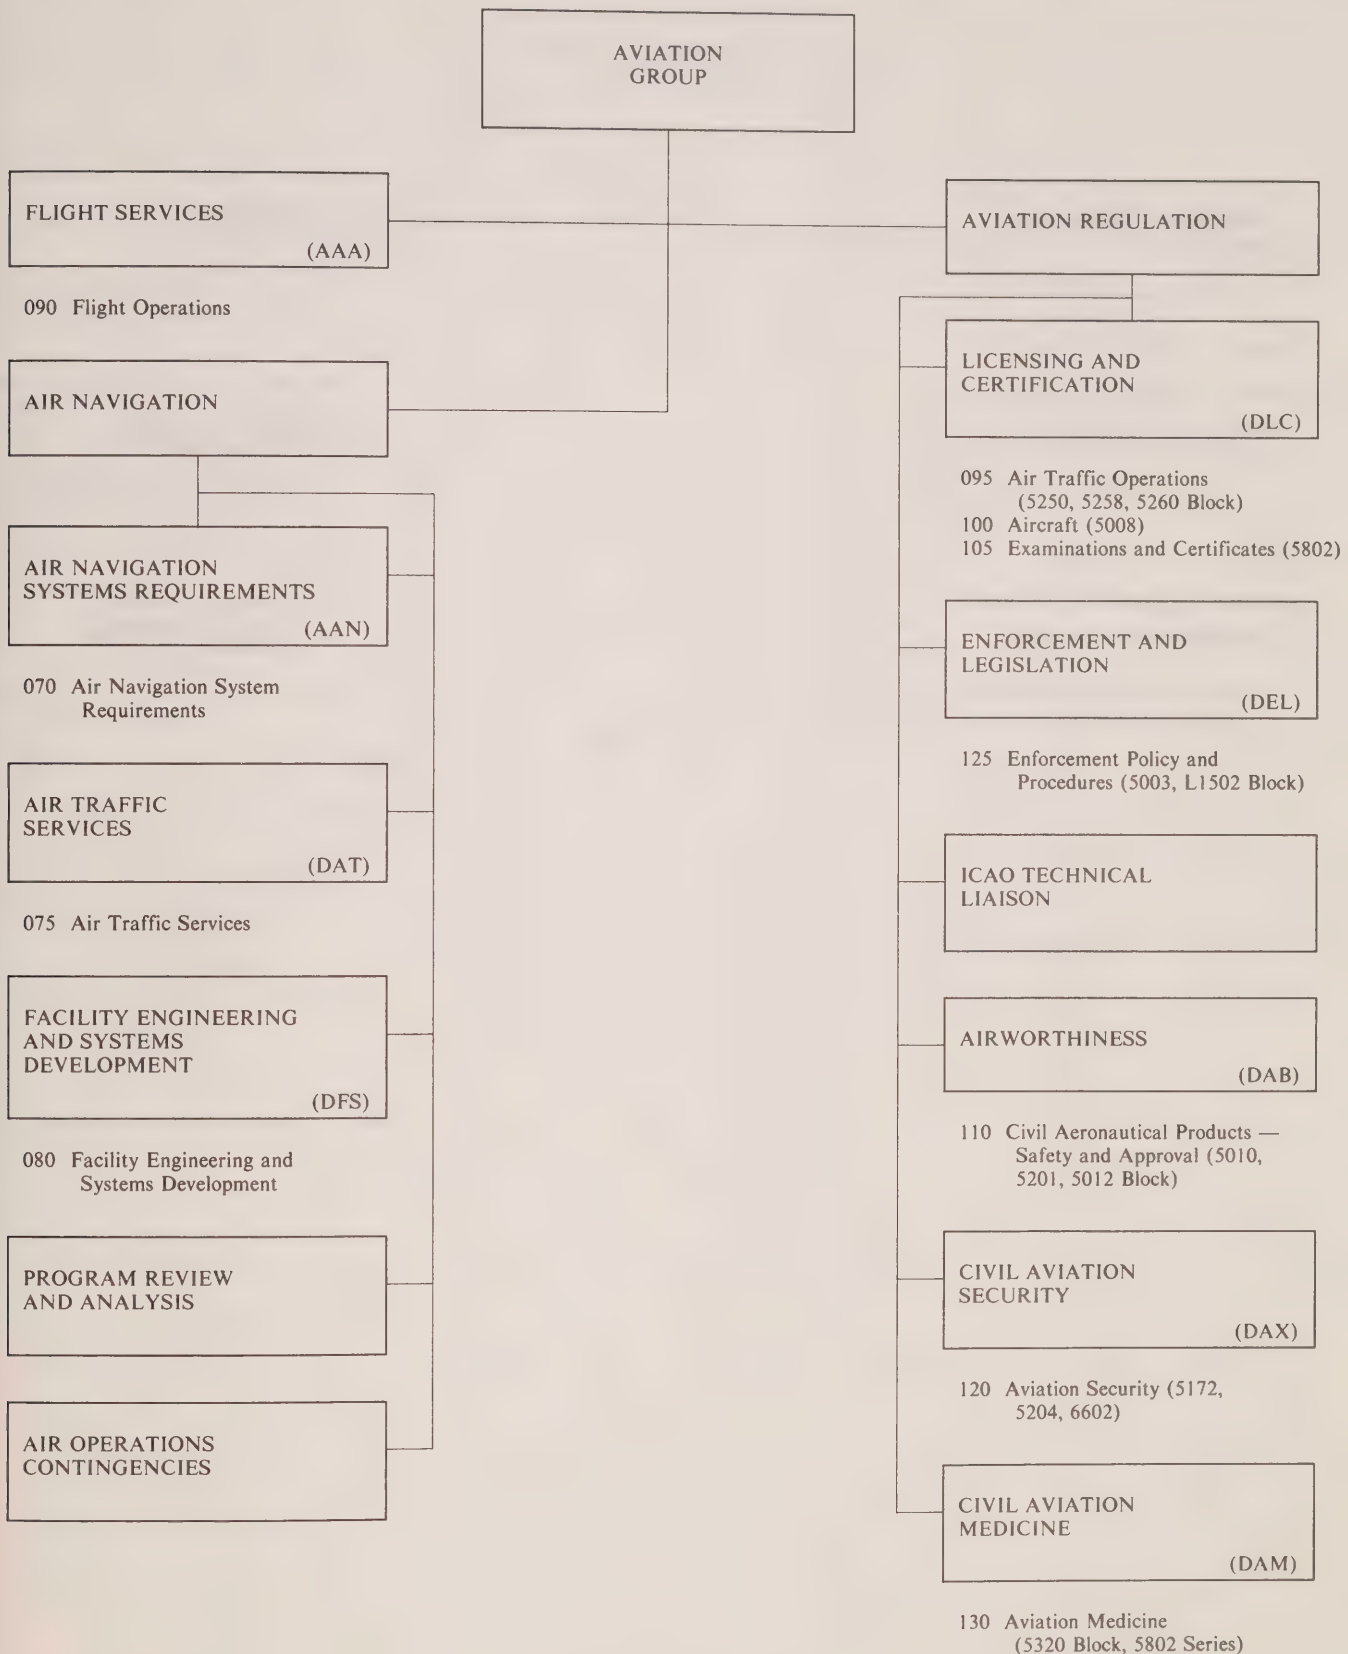 AVIATION
GROUP
FLIGHT SERVICES
(AAA)
090 Flight Operations
AIR NAVIGATION
AIR NAVIGATION
SYSTEMS REQUIREMENTS
(AAN)
070 Air Navigation System
Requirements
AIR TRAFFIC
SERVICES
(DAT)
075 Air Traffic Services
FACILITY ENGINEERING
AND SYSTEMS
DEVELOPMENT
(DFS)
080 Facility Engineering and
Systems Development
PROGRAM REVIEW
AND ANALYSIS
AIR OPERATIONS
CONTINGENCIES
AVIATION REGULATION
LICENSING AND
CERTIFICATION
(DLC)
095 Air Traffic Operations
(5250, 5258, 5260 Block)
100 Aircraft (5008)
105 Examinations and Certificates (5802)
ENFORCEMENT AND
LEGISLATION
(DEL)
125 Enforcement Policy and
Procedures (5003, L1502 Block)
ICAO TECHNICAL
LIAISON
AIRWORTHINESS
(DAB)
110 Civil Aeronautical Products —
Safety and Approval (5010,
5201, 5012 Block)
CIVIL AVIATION
SECURITY
(DAX)
120 Aviation Security (5172,
5204, 6602)
CIVIL AVIATION
MEDICINE
(DAM)
130 Aviation Medicine
(5320 Block, 5802 Series)